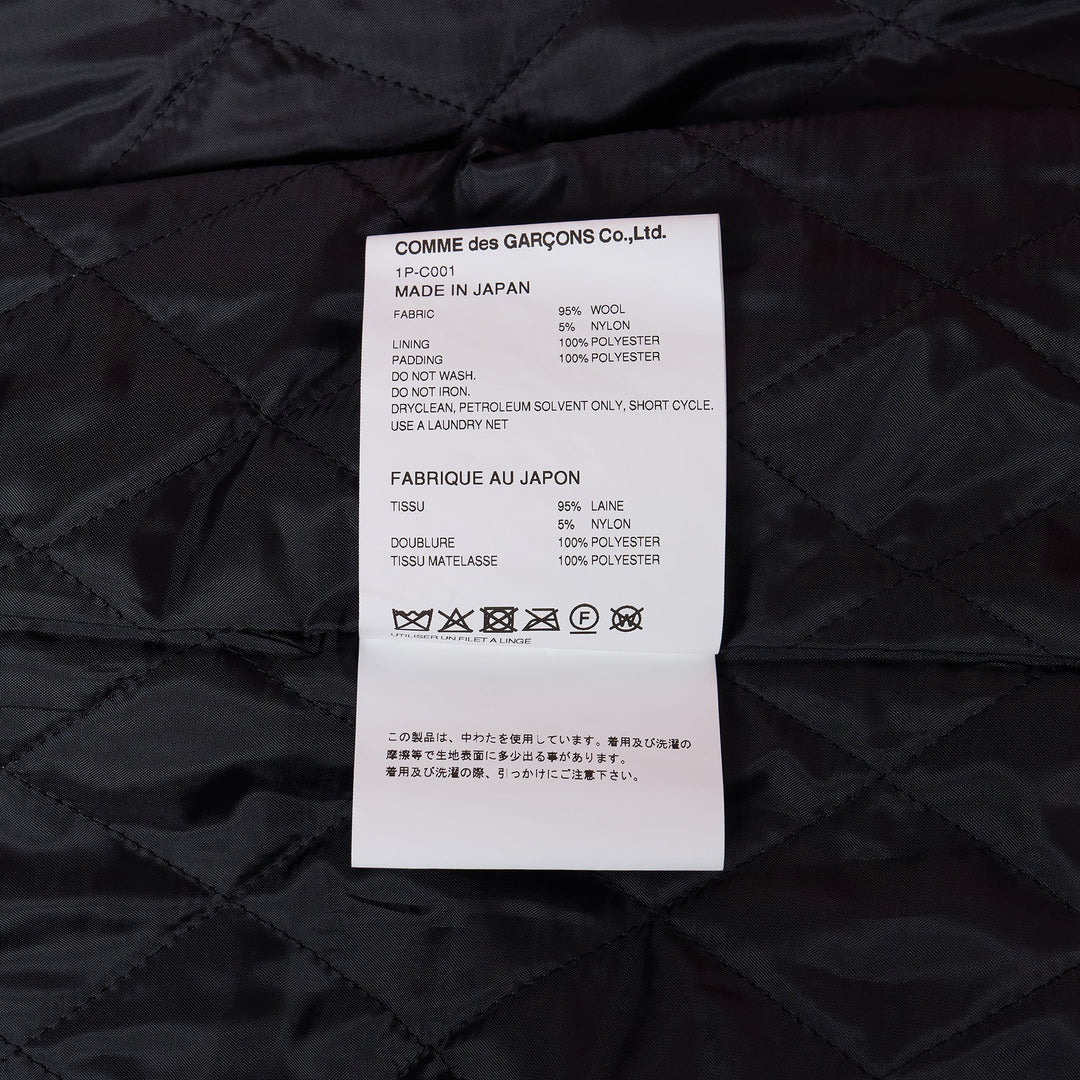 COMME des GARÇONS Co.,Ltd.
1P-C001
MADE IN JAPAN
FABRIC 95% WOOL
5% NYLON
LINING 100% POLYESTER
PADDING 100% POLYESTER
DO NOT WASH.
DO NOT IRON.
DRYCLEAN, PETROLEUM SOLVENT ONLY, SHORT CYCLE.
USE A LAUNDRY NET
FABRIQUE AU JAPON
TISSU 95% LAINE
5% NYLON
DOUBLURE 100% POLYESTER
TISSU MATELASSE 100% POLYESTER
F W
UTILISER UN FILET A LINGE
この製品は、中わたを使用しています。着用及び洗濯の
摩擦等で生地表面に多少出る事があります。
着用及び洗濯の際、引っかけにご注意下さい。